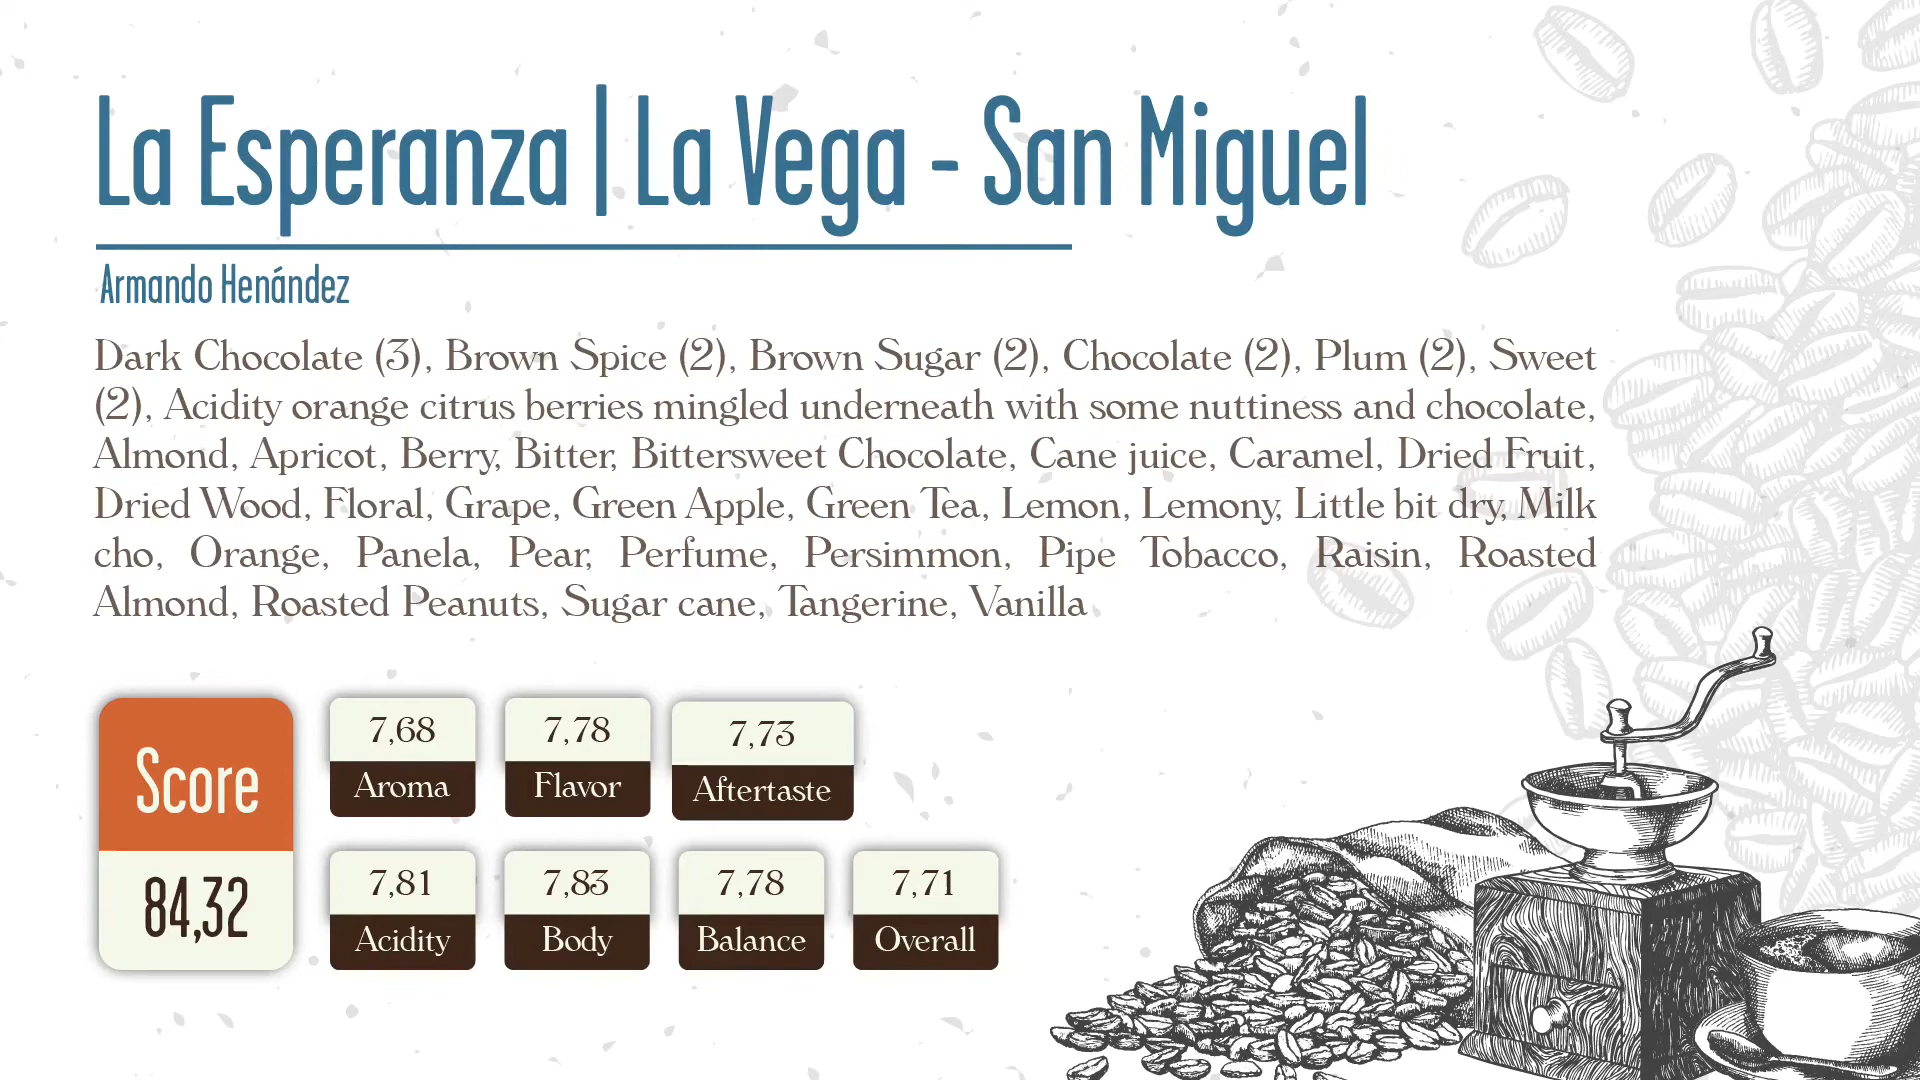 La Esperanza | La Vega - San Miguel
Armando Henández
Dark Chocolate (3), Brown Spice (2), Brown Sugar (2), Chocolate (2), Plum (2), Sweet
(2), Acidity orange citrus berries mingled underneath with some nuttiness and chocolate,
Almond, Apricot, Berry, Bitter, Bittersweet Chocolate, Cane juice, Caramel, Dried Fruit,
Dried Wood, Floral, Grape, Green Apple, Green Tea, Lemon, Lemony, Little bit dry, Milk
cho, Orange, Panela, Pear, Perfume, Persimmon, Pipe Tobacco, Raisin, Roasted
Almond, Roasted Peanuts, Sugar cane, Tangerine, Vanilla
Score
84,32
7,68
Aroma
7,78
Flavor
7,73
Aftertaste
7,81
Acidity
7,83
Body
7,78
Balance
7,71
Overall